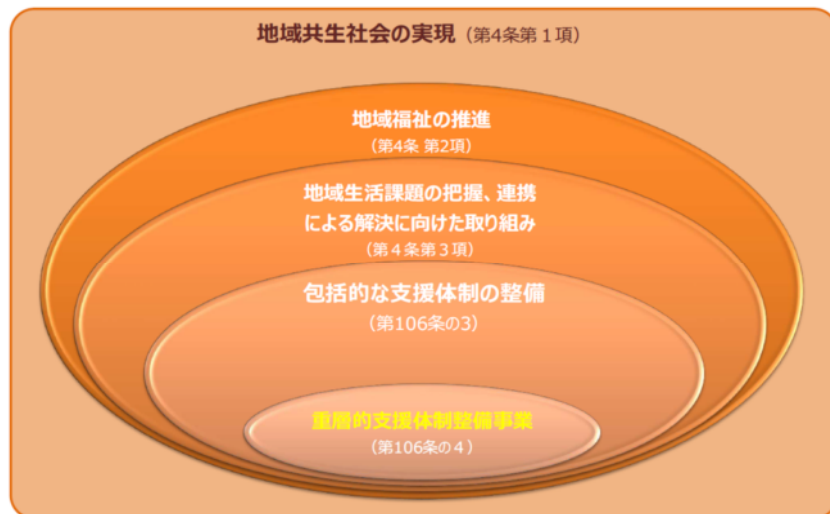 地域共生社会の実現（第4条第１項）
地域福祉の推進
（第4条 第2項）
地域生活課題の把握、連携
による解決に向けた取り組み
（第４条第３項）
包括的な支援体制の整備
（第106条の3）
重層的支援体制整備事業
（第106条の４）